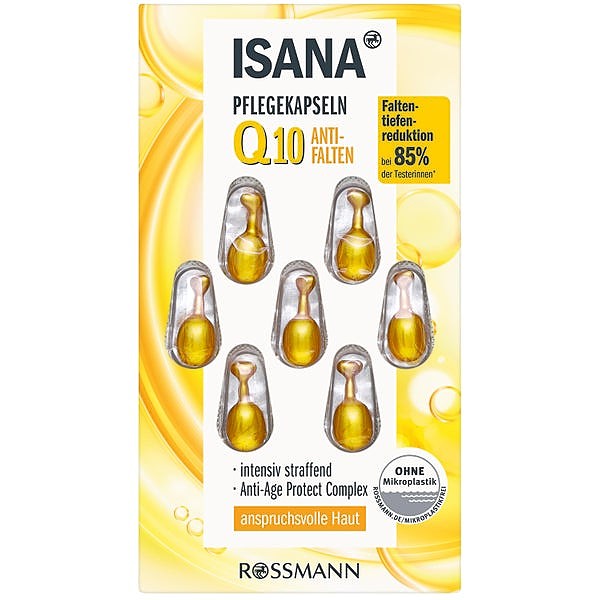 ISANA
PFLEGEKAPSELN
Q10 ANTI-
FALTEN
Falten-
tiefen-
reduktion
bei 85%
der Testerinnen*
· intensiv straffend
· Anti-Age Protect Complex
anspruchsvolle Haut
OHNE
Mikroplastik
ROSSMANN.DE/MIKROPLASTIKFREI
ROSSMANN